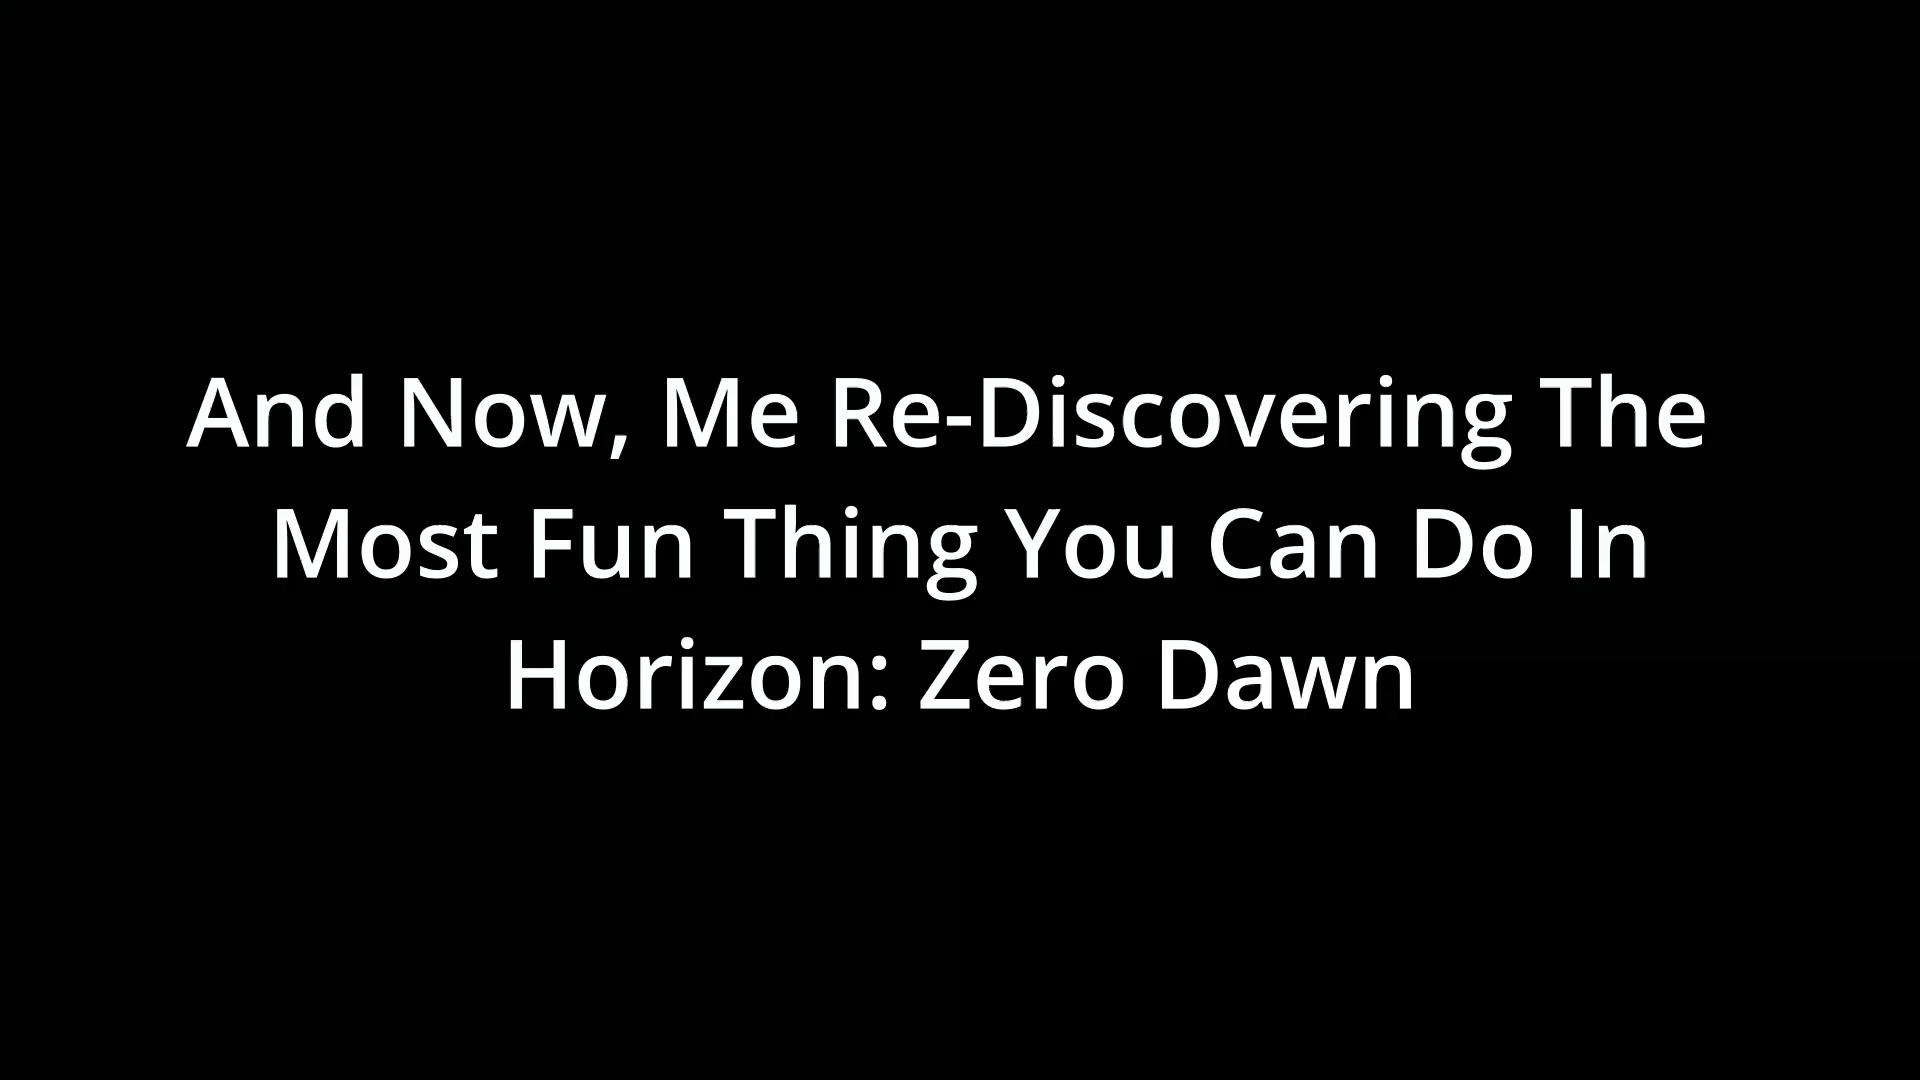 And Now, Me Re-Discovering The
Most Fun Thing You Can Do In
Horizon: Zero Dawn